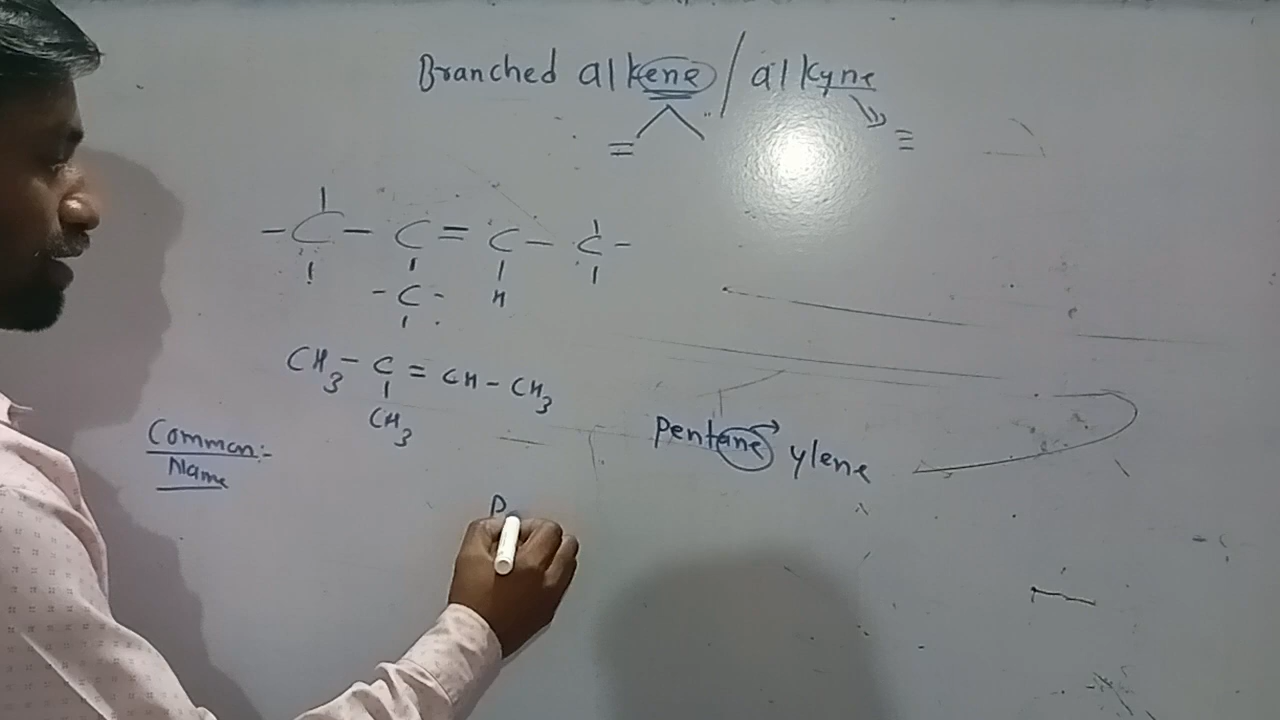 Branched alkene / alkyne
= ≡
- C - C = C - C -
- C - H
CH3 - C = CH - CH3
CH3
Common:-
Name
Pentane ylene
P